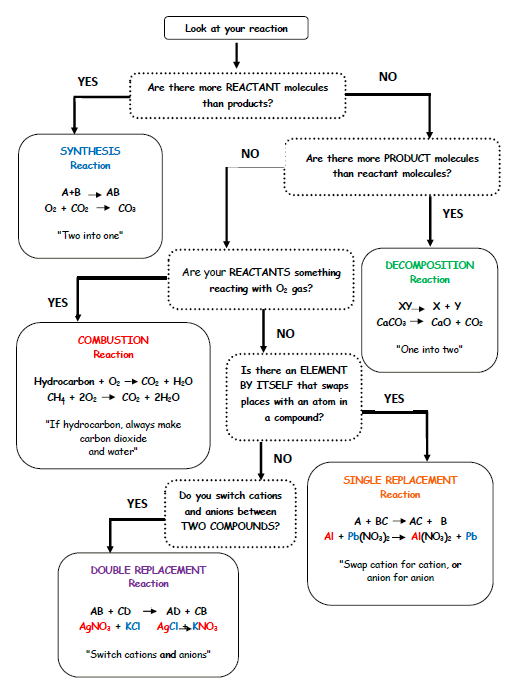 Look at your reaction
YES
NO
Are there more REACTANT molecules
than products?
SYNTHESIS
Reaction
A+B → AB
O₂ + CO₂ → CO₃
"Two into one"
NO
Are there more PRODUCT molecules
than reactant molecules?
YES
Are your REACTANTS something
reacting with O₂ gas?
DECOMPOSITION
Reaction
XY → X + Y
CaCO₃ → CaO + CO₂
"One into two"
YES
NO
COMBUSTION
Reaction
Hydrocarbon + O₂ → CO₂ + H₂O
CH₄ + 2O₂ → CO₂ + 2H₂O
"If hydrocarbon, always make
carbon dioxide
and water"
Is there an ELEMENT
BY ITSELF that swaps
places with an atom in
a compound?
YES
NO
Do you switch cations
and anions between
TWO COMPOUNDS?
YES
SINGLE REPLACEMENT
Reaction
A + BC → AC + B
Al + Pb(NO₃)₂ → Al(NO₃)₂ + Pb
"Swap cation for cation, or
anion for anion
DOUBLE REPLACEMENT
Reaction
AB + CD → AD + CB
AgNO₃ + KCl AgCl + KNO₃
"Switch cations and anions"